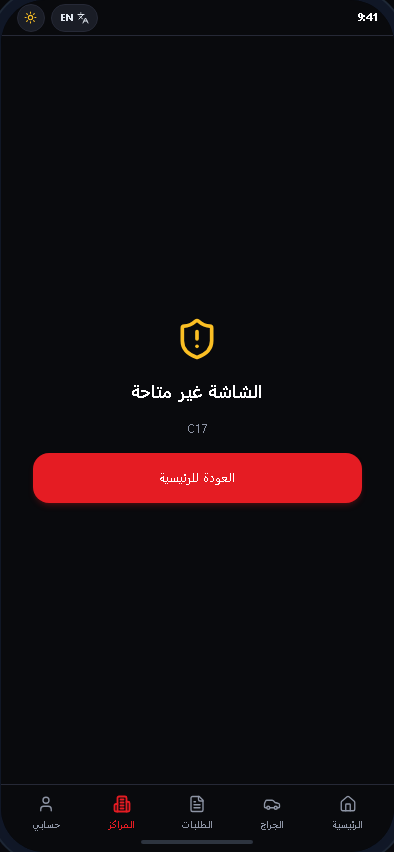 9:41
EN
الشاشة غير متاحة
C17
العودة للرئيسية
الرئيسية
الجراج
الطلبات
المراكز
حسابي